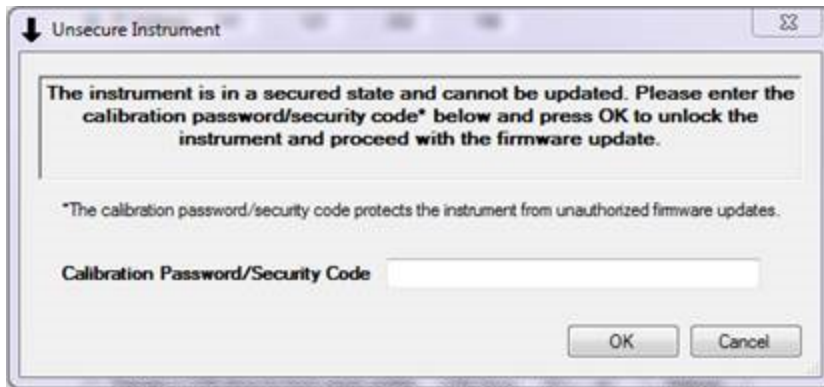 Unsecure Instrument
The instrument is in a secured state and cannot be updated. Please enter the
calibration password/security code* below and press OK to unlock the
instrument and proceed with the firmware update.
*The calibration password/security code protects the instrument from unauthorized firmware updates.
Calibration Password/Security Code
OK Cancel